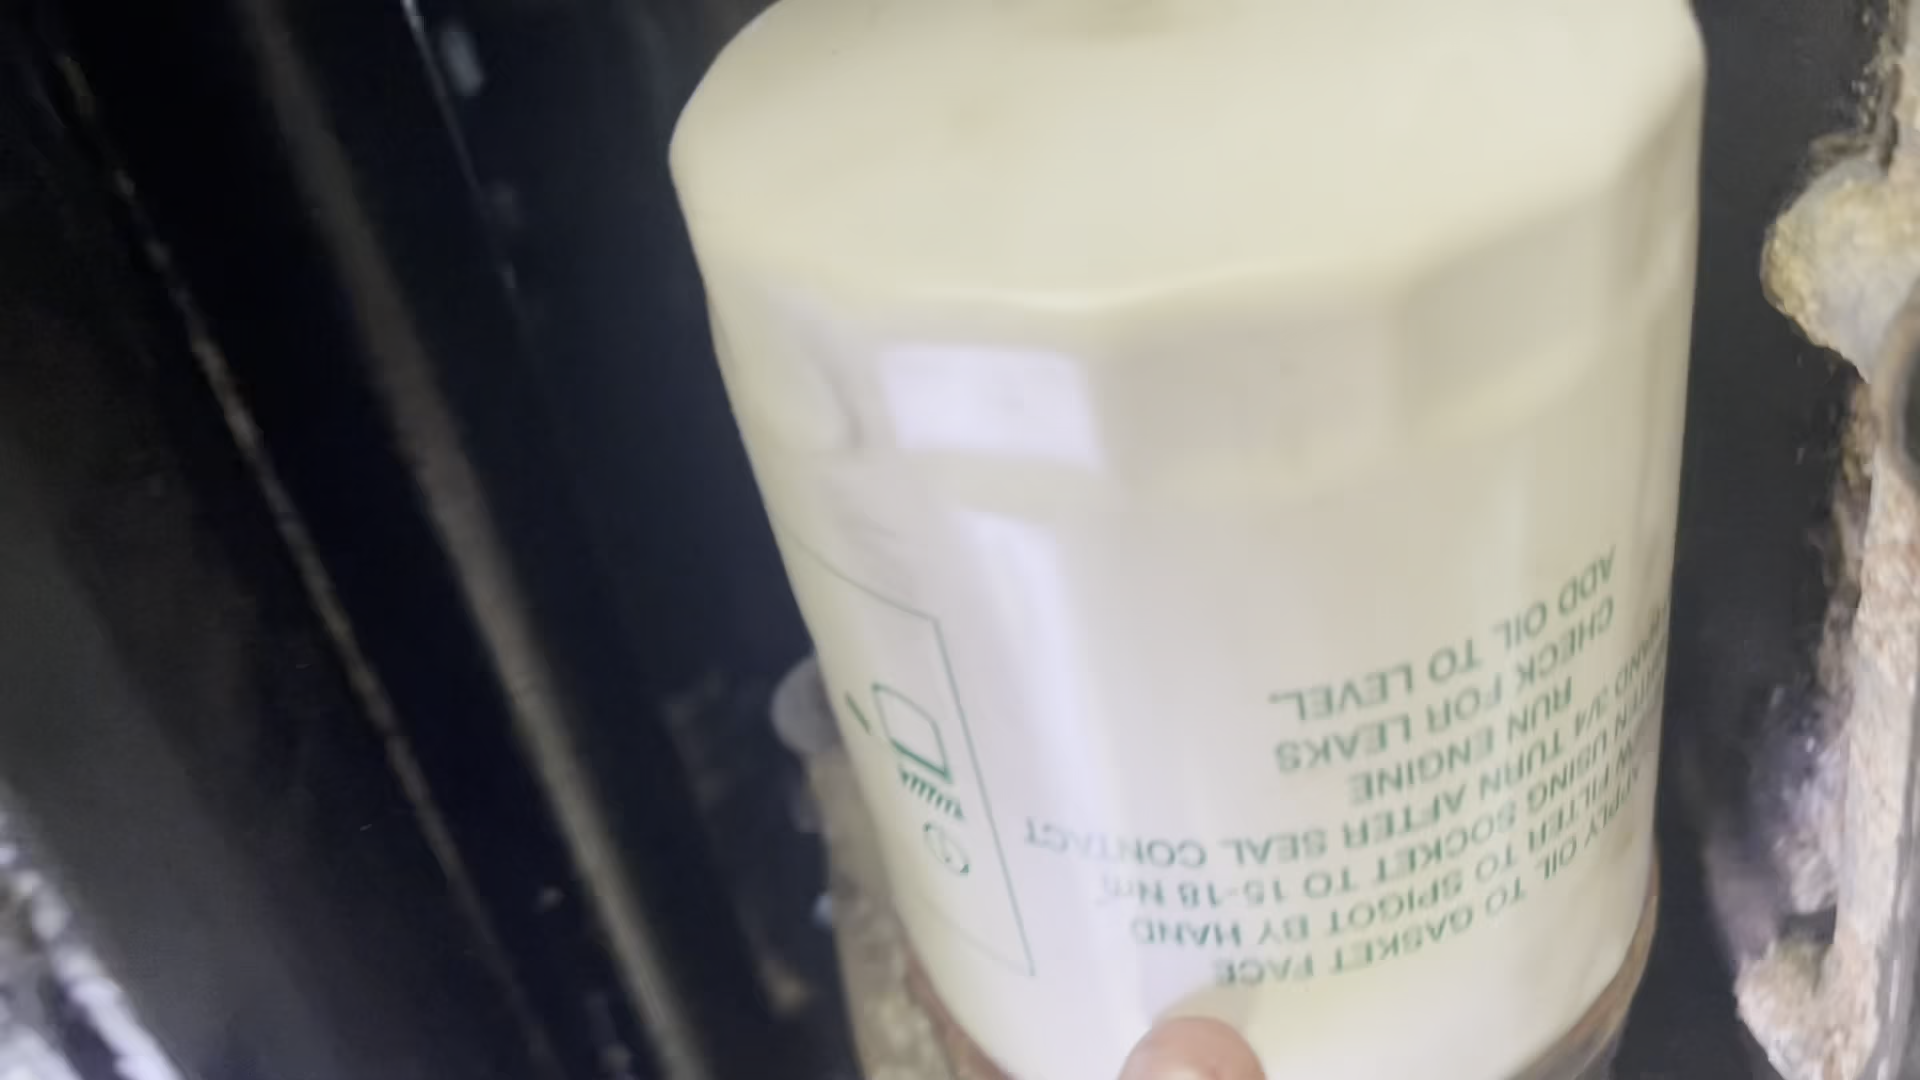 APPLY OIL TO GASKET FACE
FILTER TO SPIGOT BY HAND
USING SOCKET TO 15-18 Nm
3/4 TURN AFTER SEAL CONTACT
RUN ENGINE
CHECK FOR LEAKS
ADD OIL TO LEVEL